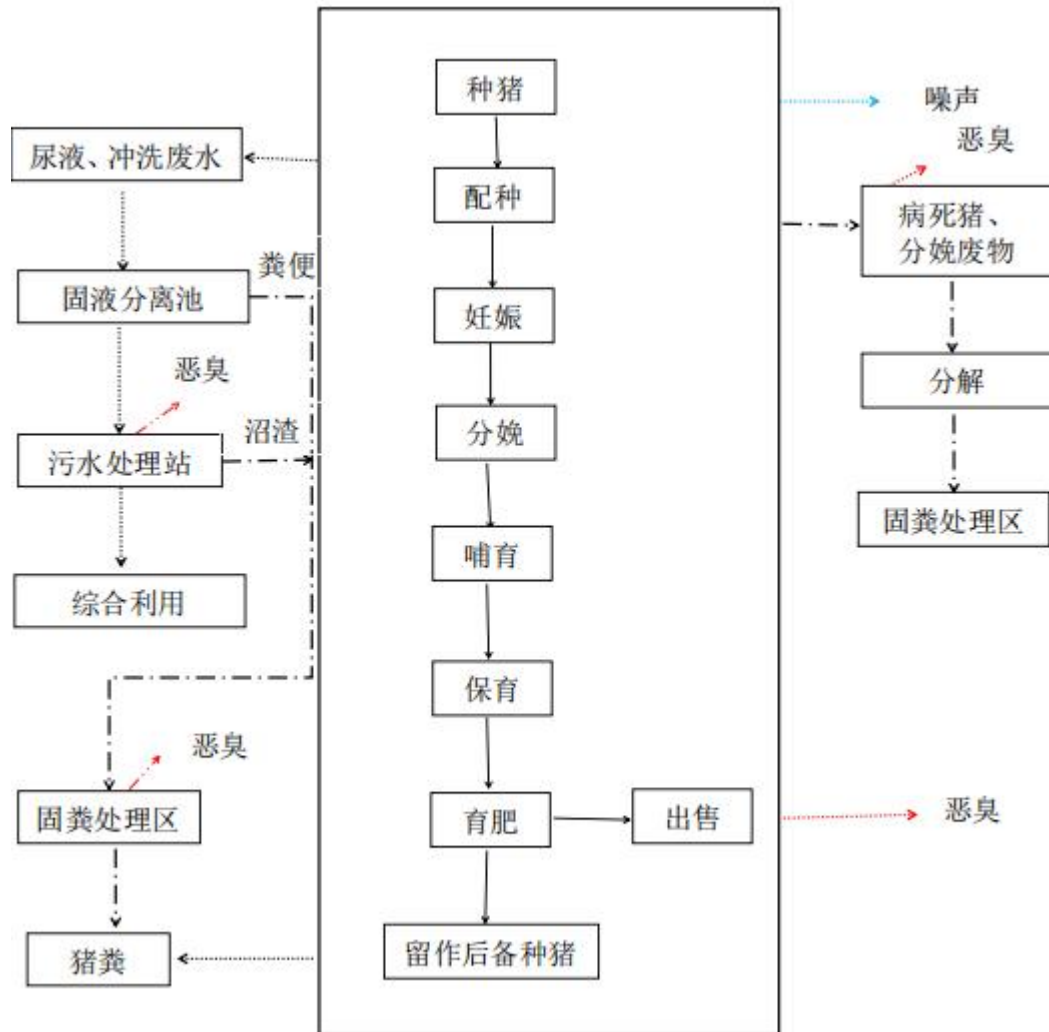 种猪
噪声
恶臭
尿液、冲洗废水
配种
病死猪、
分娩废物
粪便
固液分离池
妊娠
恶臭
分解
沼渣
分娩
污水处理站
固粪处理区
哺育
综合利用
保育
恶臭
固粪处理区
育肥
出售
恶臭
猪粪
留作后备种猪